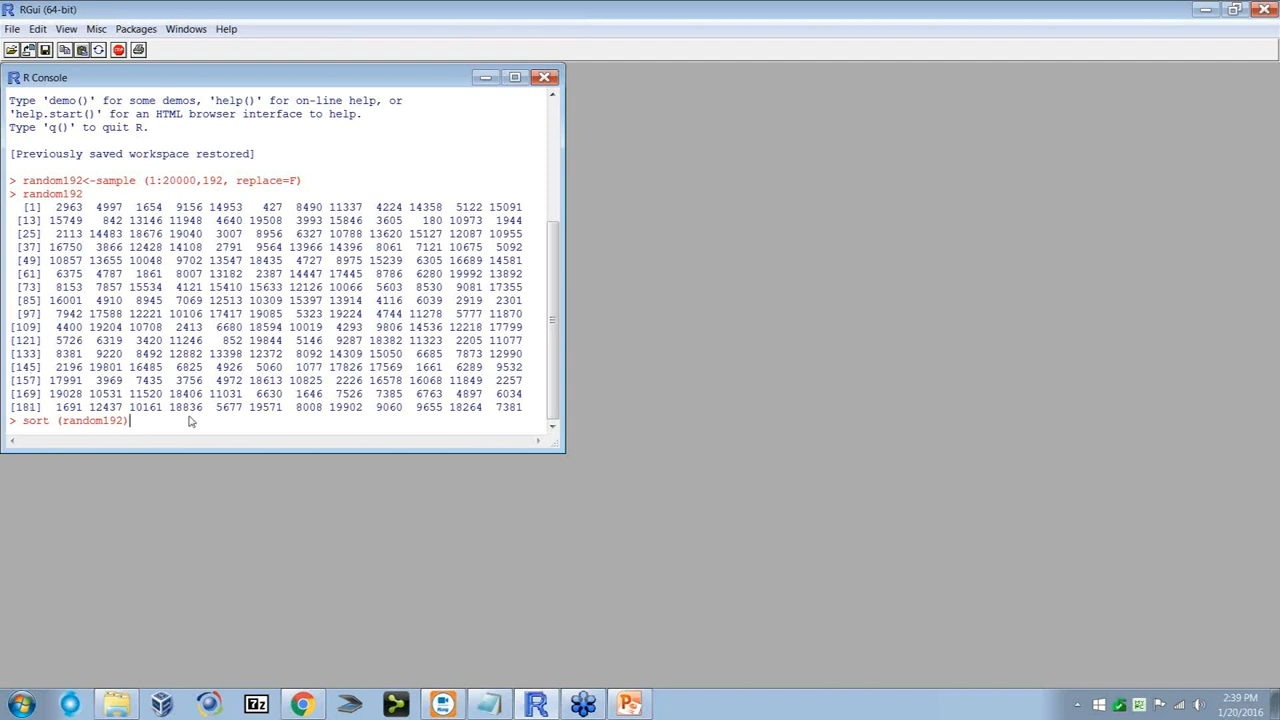 RGui (64-bit)
File Edit View Misc Packages Windows Help
STOP
R Console
Type 'demo()' for some demos, 'help()' for on-line help, or
'help.start()' for an HTML browser interface to help.
Type 'q()' to quit R.
[Previously saved workspace restored]
> random192<-sample (1:20000,192, replace=F)
> random192
[1] 2963 4997 1654 9156 14953 427 8490 11337 4224 14358 5122 15091
[13] 15749 842 13146 11948 4640 19508 3993 15846 3605 180 10973 1944
[25] 2113 14483 18676 19040 3007 8956 6327 10788 13620 15127 12087 10955
[37] 16750 3866 12428 14108 2791 9564 13966 14396 8061 7121 10675 5092
[49] 10857 13655 10048 9702 13547 18435 4727 8975 15239 6305 16689 14581
[61] 6375 4787 1861 8007 13182 2387 14447 17445 8786 6280 19992 13892
[73] 8153 7857 15534 4121 15410 15633 12126 10066 5603 8530 9081 17355
[85] 16001 4910 8945 7069 12513 10309 15397 13914 4116 6039 2919 2301
[97] 7942 17588 12221 10106 17417 19085 5323 19224 4744 11278 5777 11870
[109] 4400 19204 10708 2413 6680 18594 10019 4293 9806 14536 12218 17799
[121] 5726 6319 3420 11246 852 19844 5146 9287 18382 11323 2205 11077
[133] 8381 9220 8492 12882 13398 12372 8092 14309 15050 6685 7873 12990
[145] 2196 19801 16485 6825 4926 5060 1077 17826 17569 1661 6289 9532
[157] 17991 3969 7435 3756 4972 18613 10825 2226 16578 16068 11849 2257
[169] 19028 10531 11520 18406 11031 6630 1646 7526 7385 6763 4897 6034
[181] 1691 12437 10161 18836 5677 19571 8008 19902 9060 9655 18264 7381
> sort (random192)
7z
2:39 PM
1/20/2016